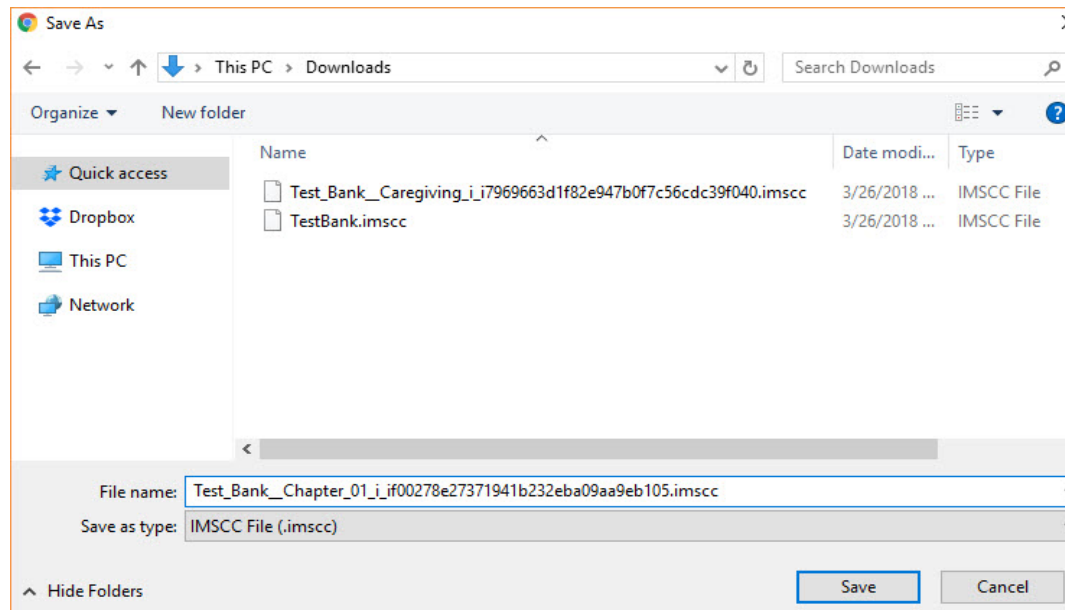 Save As
This PC > Downloads
Search Downloads
Organize
New folder
Name
Date modi...
Type
Quick access
Test_Bank__Caregiving_i_i7969663d1f82e947b0f7c56cdc39f040.imscc
3/26/2018 ...
IMSCC File
Dropbox
TestBank.imscc
3/26/2018 ...
IMSCC File
This PC
Network
File name:
Test_Bank__Chapter_01_i_if00278e27371941b232eba09aa9eb105.imscc
Save as type:
IMSCC File (.imscc)
Hide Folders
Save
Cancel